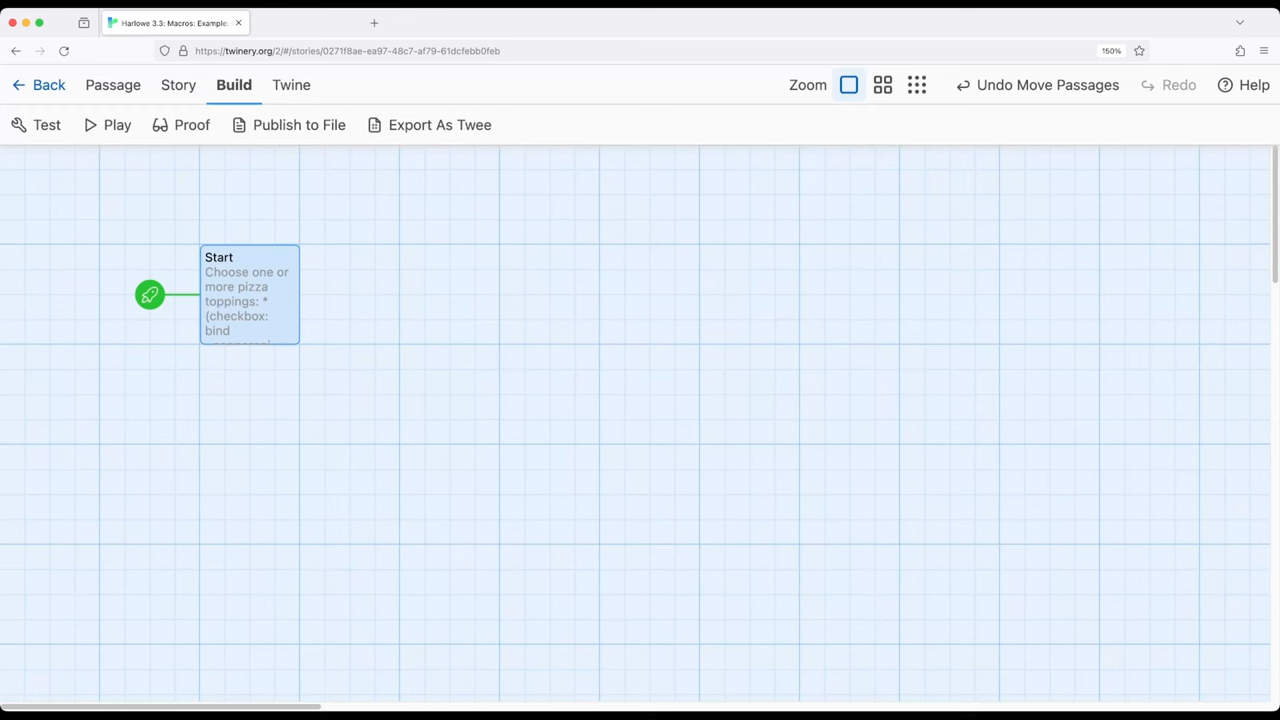 Harlowe 3.3: Macros: Example:
https://twinery.org/2/#/stories/0271f8ae-ea97-48c7-af79-61dcfebb0feb
150%
Back Passage Story Build Twine Zoom Undo Move Passages Redo Help
Test Play Proof Publish to File Export As Twee
Start
Choose one or
more pizza
toppings: *
(checkbox:
bind